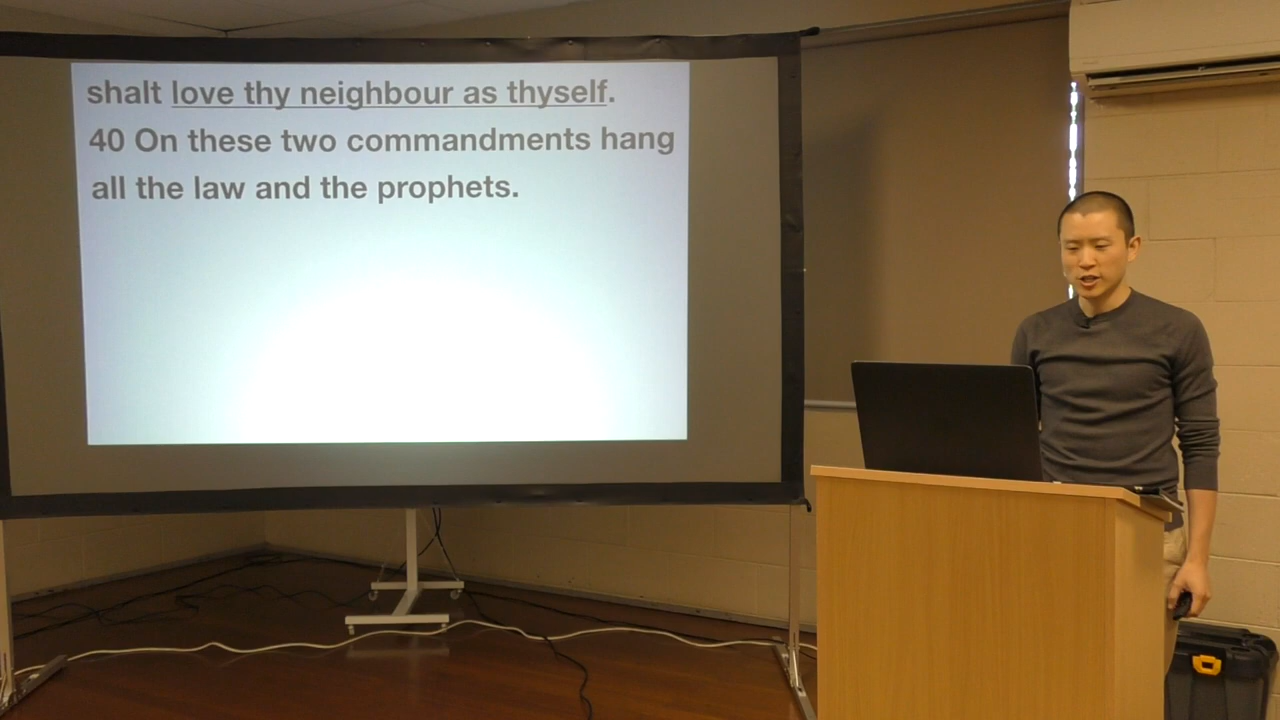 shalt love thy neighbour as thyself.
40 On these two commandments hang
all the law and the prophets.